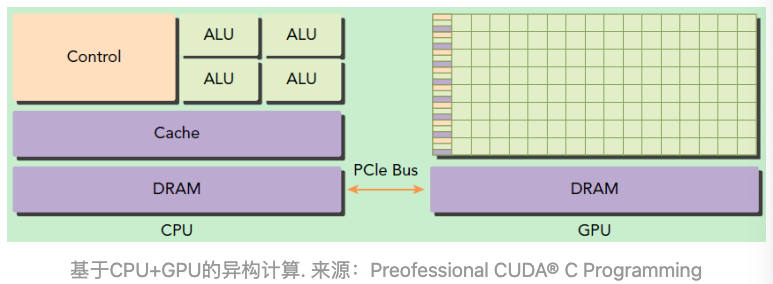 Control
ALU
ALU
ALU
ALU
Cache
DRAM
CPU
PCIe Bus
DRAM
GPU
基于CPU+GPU的异构计算. 来源：Preofessional CUDA® C Programming